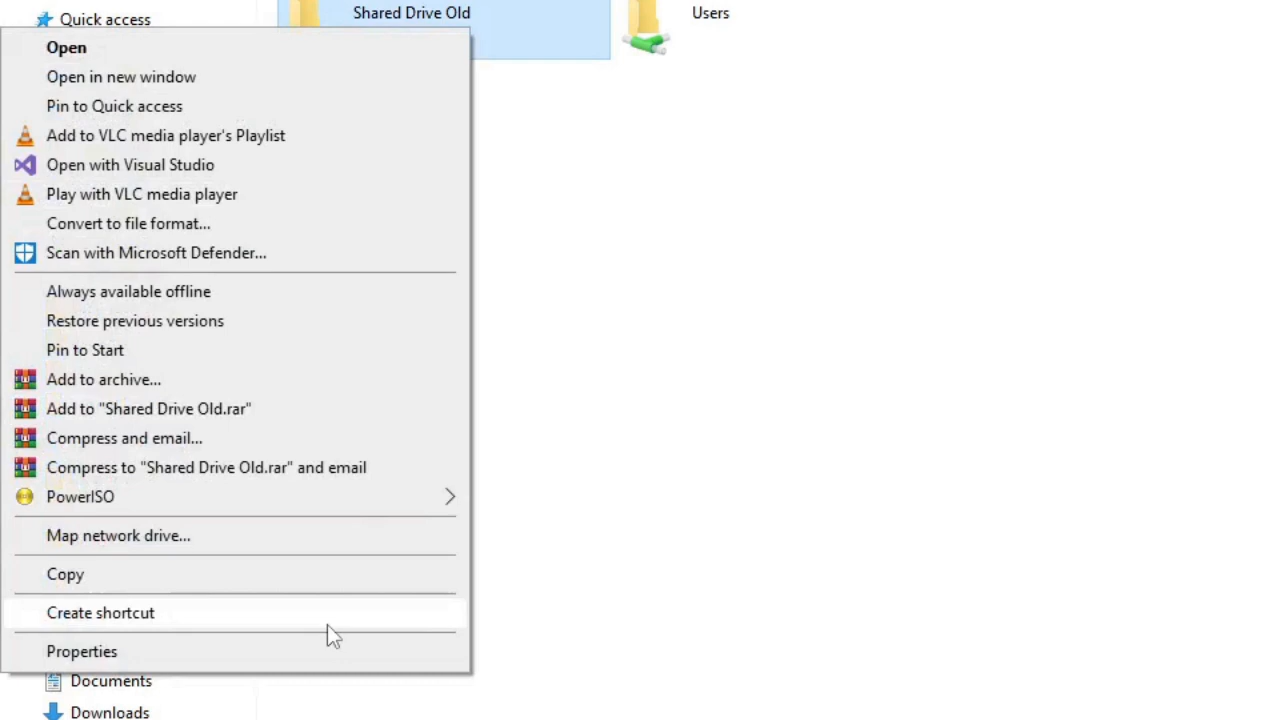 Quick access
Shared Drive Old
Users
Open
Open in new window
Pin to Quick access
Add to VLC media player's Playlist
Open with Visual Studio
Play with VLC media player
Convert to file format...
Scan with Microsoft Defender...
Always available offline
Restore previous versions
Pin to Start
Add to archive...
Add to "Shared Drive Old.rar"
Compress and email...
Compress to "Shared Drive Old.rar" and email
PowerISO
Map network drive...
Copy
Create shortcut
Properties
Documents
Downloads